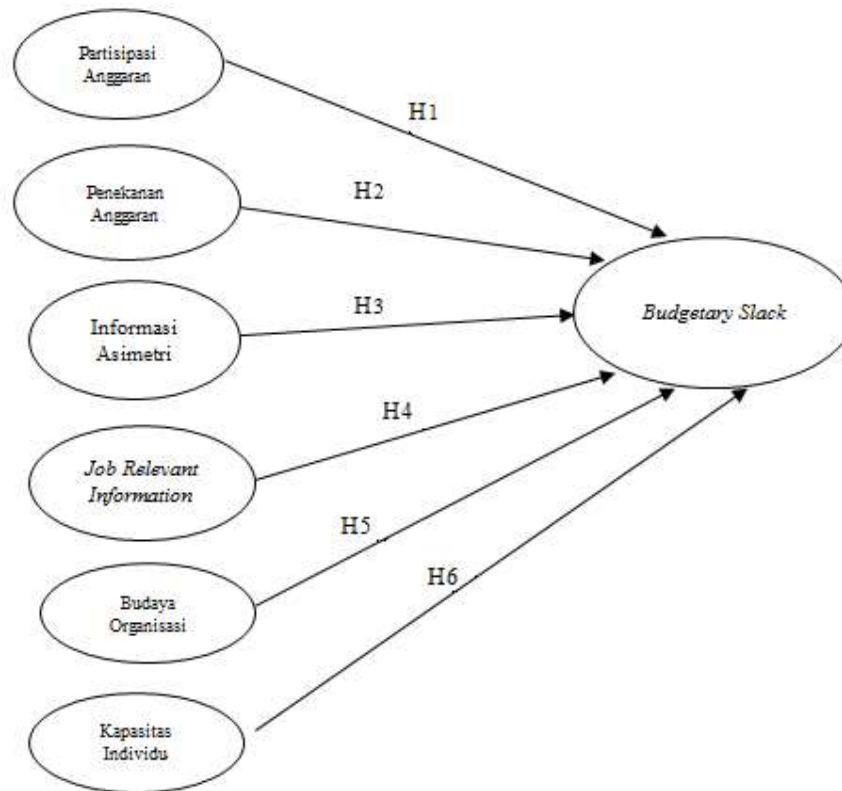 Partisipasi
Anggaran
H1
Penekanan
Anggaran
H2
Informasi
Asimetri
H3
Budgetary Slack
Job Relevant
Information
H4
Budaya
Organisasi
H5
Kapasitas
Individu
H6